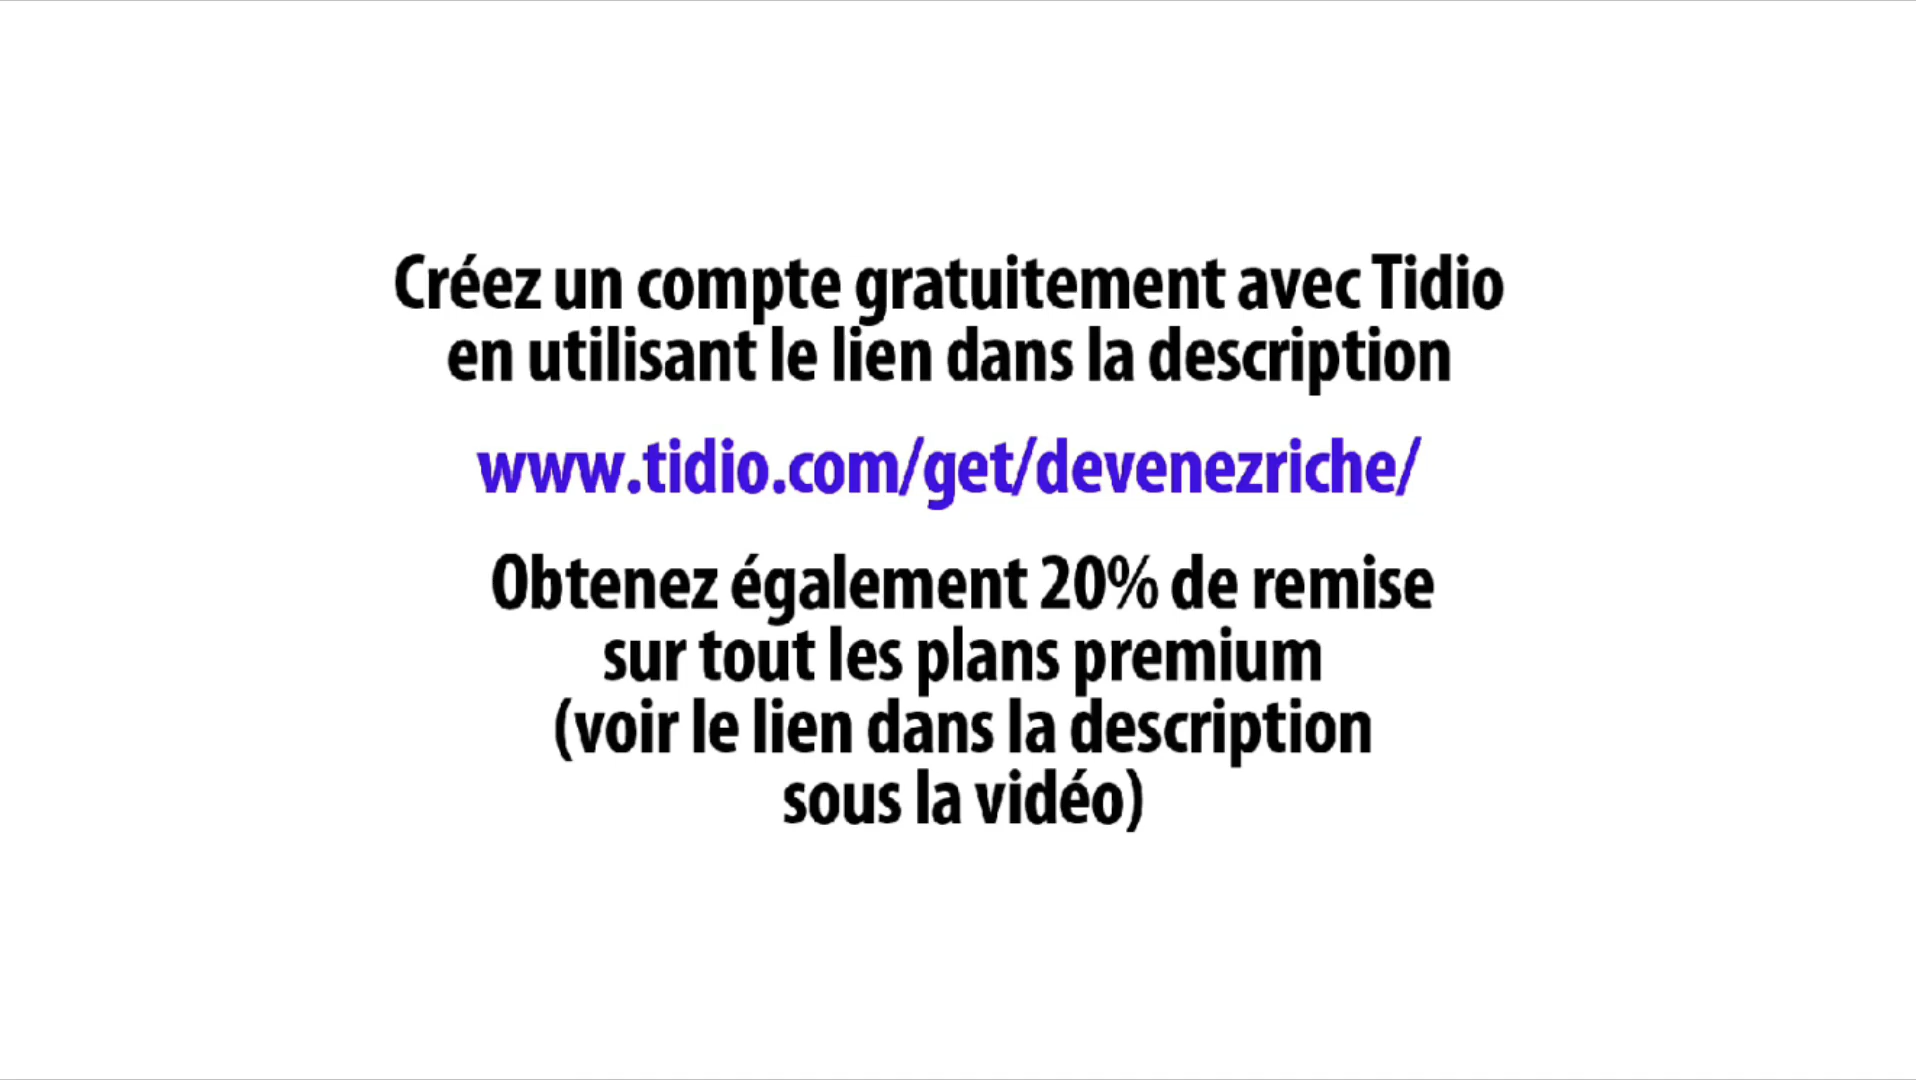 Créez un compte gratuitement avec Tidio
en utilisant le lien dans la description
www.tidio.com/get/devenezriche/
Obtenez également 20% de remise
sur tout les plans premium
(voir le lien dans la description
sous la vidéo)